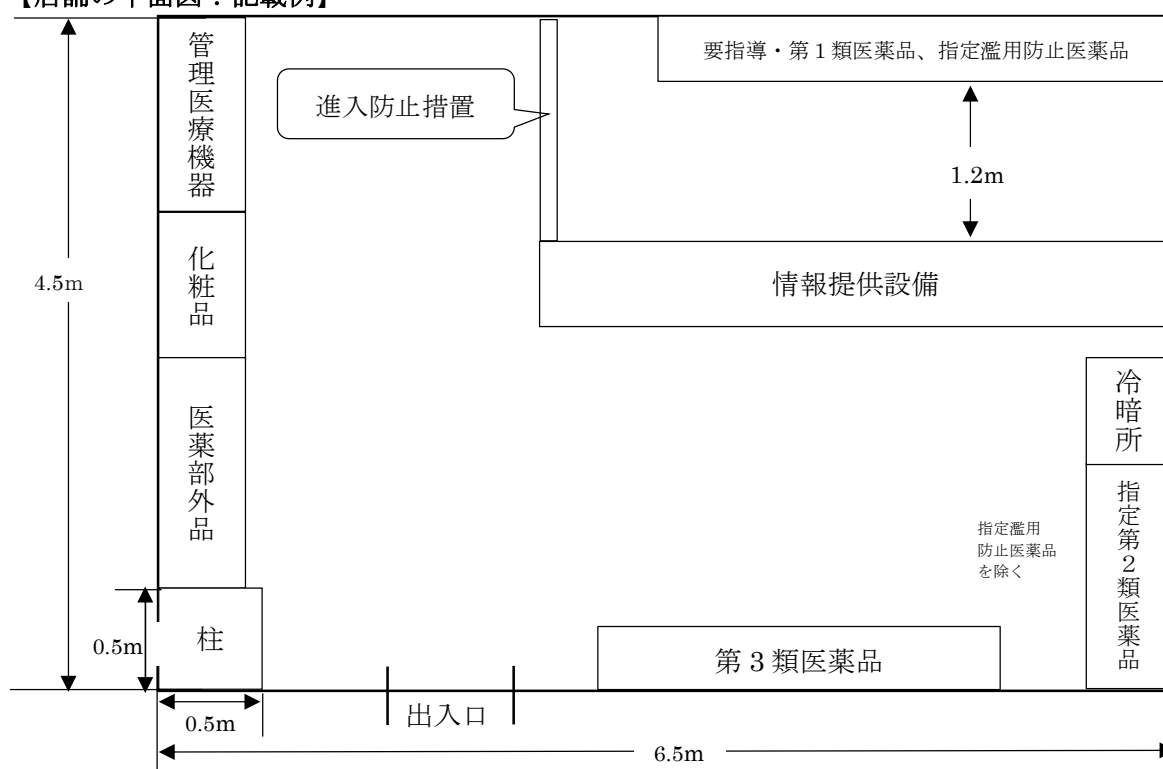 【店舗の平面図：記載例】
管理医療機器
進入防止措置
要指導・第１類医薬品、指定濫用防止医薬品
1.2m
4.5m
化粧品
情報提供設備
医薬部外品
冷暗所
指定第２類医薬品
指定濫用
防止医薬品
を除く
0.5m
柱
第３類医薬品
0.5m
出入口
6.5m